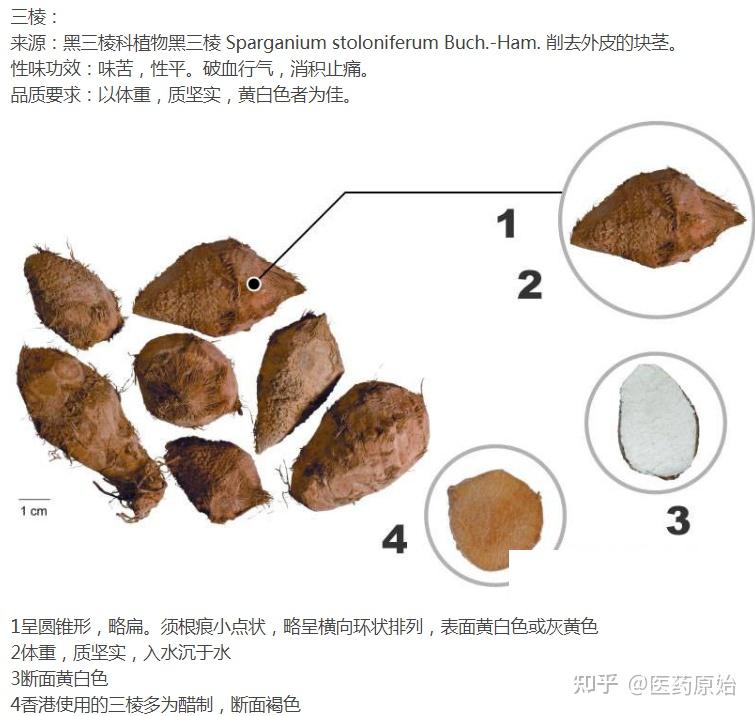 三棱：
来源：黑三棱科植物黑三棱 Sparganium stoloniferum Buch.-Ham. 削去外皮的块茎。
性味功效：味苦，性平。破血行气，消积止痛。
品质要求：以体重，质坚实，黄白色者为佳。
1
2
3
4
1 cm
1呈圆锥形，略扁。须根痕小点状，略呈横向环状排列，表面黄白色或灰黄色
2体重，质坚实，入水沉于水
3断面黄白色
4香港使用的三棱多为醋制，断面褐色
知乎 @医药原始